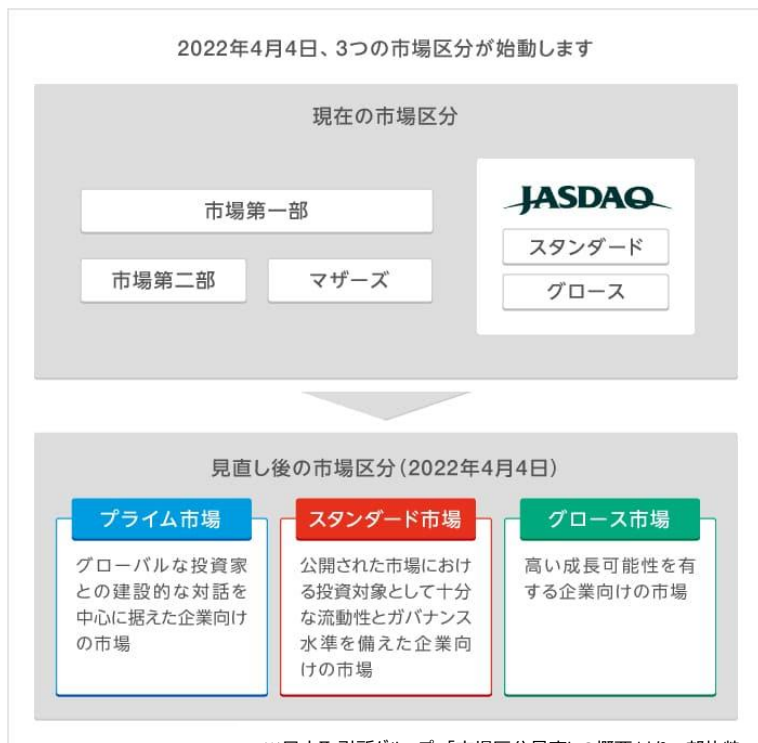 2022年4月4日、3つの市場区分が始動します
現在の市場区分
市場第一部
市場第二部
マザーズ
JASDAQ
スタンダード
グロース
見直し後の市場区分(2022年4月4日)
プライム市場
グローバルな投資家
との建設的な対話を
中心に据えた企業向け
の市場
スタンダード市場
公開された市場におけ
る投資対象として十分
な流動性とガバナンス
水準を備えた企業向
けの市場
グロース市場
高い成長可能性を有
する企業向けの市場